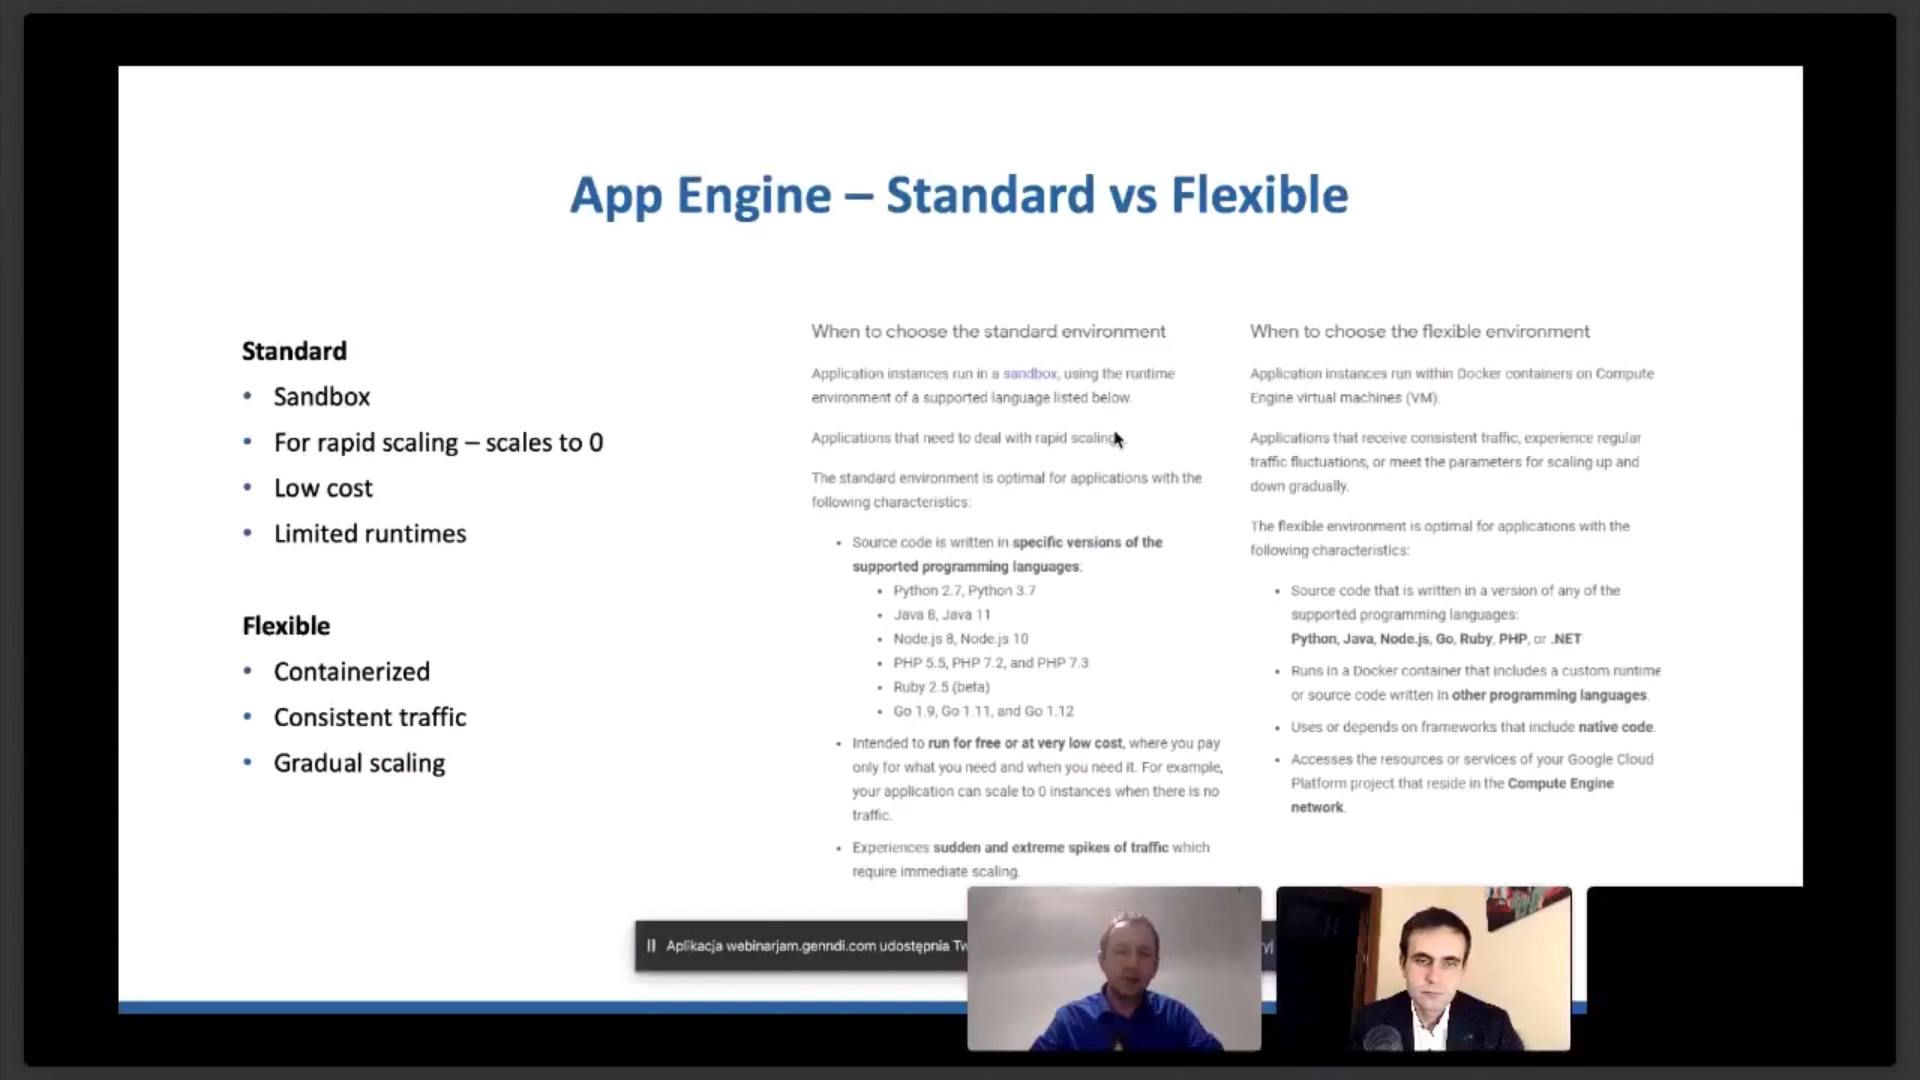 App Engine – Standard vs Flexible
Standard
• Sandbox
• For rapid scaling – scales to 0
• Low cost
• Limited runtimes
Flexible
• Containerized
• Consistent traffic
• Gradual scaling
When to choose the standard environment
Application instances run in a sandbox, using the runtime
environment of a supported language listed below.
Applications that need to deal with rapid scaling
The standard environment is optimal for applications with the
following characteristics:
• Source code is written in specific versions of the
supported programming languages:
• Python 2.7, Python 3.7
• Java 8, Java 11
• Node.js 8, Node.js 10
• PHP 5.5, PHP 7.2, and PHP 7.3
• Ruby 2.5 (beta)
• Go 1.9, Go 1.11, and Go 1.12
• Intended to run for free or at very low cost, where you pay
only for what you need and when you need it. For example,
your application can scale to 0 instances when there is no
traffic.
• Experiences sudden and extreme spikes of traffic which
require immediate scaling.
When to choose the flexible environment
Application instances run within Docker containers on Compute
Engine virtual machines (VM).
Applications that receive consistent traffic, experience regular
traffic fluctuations, or meet the parameters for scaling up and
down gradually.
The flexible environment is optimal for applications with the
following characteristics:
• Source code that is written in a version of any of the
supported programming languages:
Python, Java, Node.js, Go, Ruby, PHP, or .NET
• Runs in a Docker container that includes a custom runtime
or source code written in other programming languages.
• Uses or depends on frameworks that include native code.
• Accesses the resources or services of your Google Cloud
Platform project that reside in the Compute Engine
network.
Aplikacja webinarjam.genndi.com udostępnia